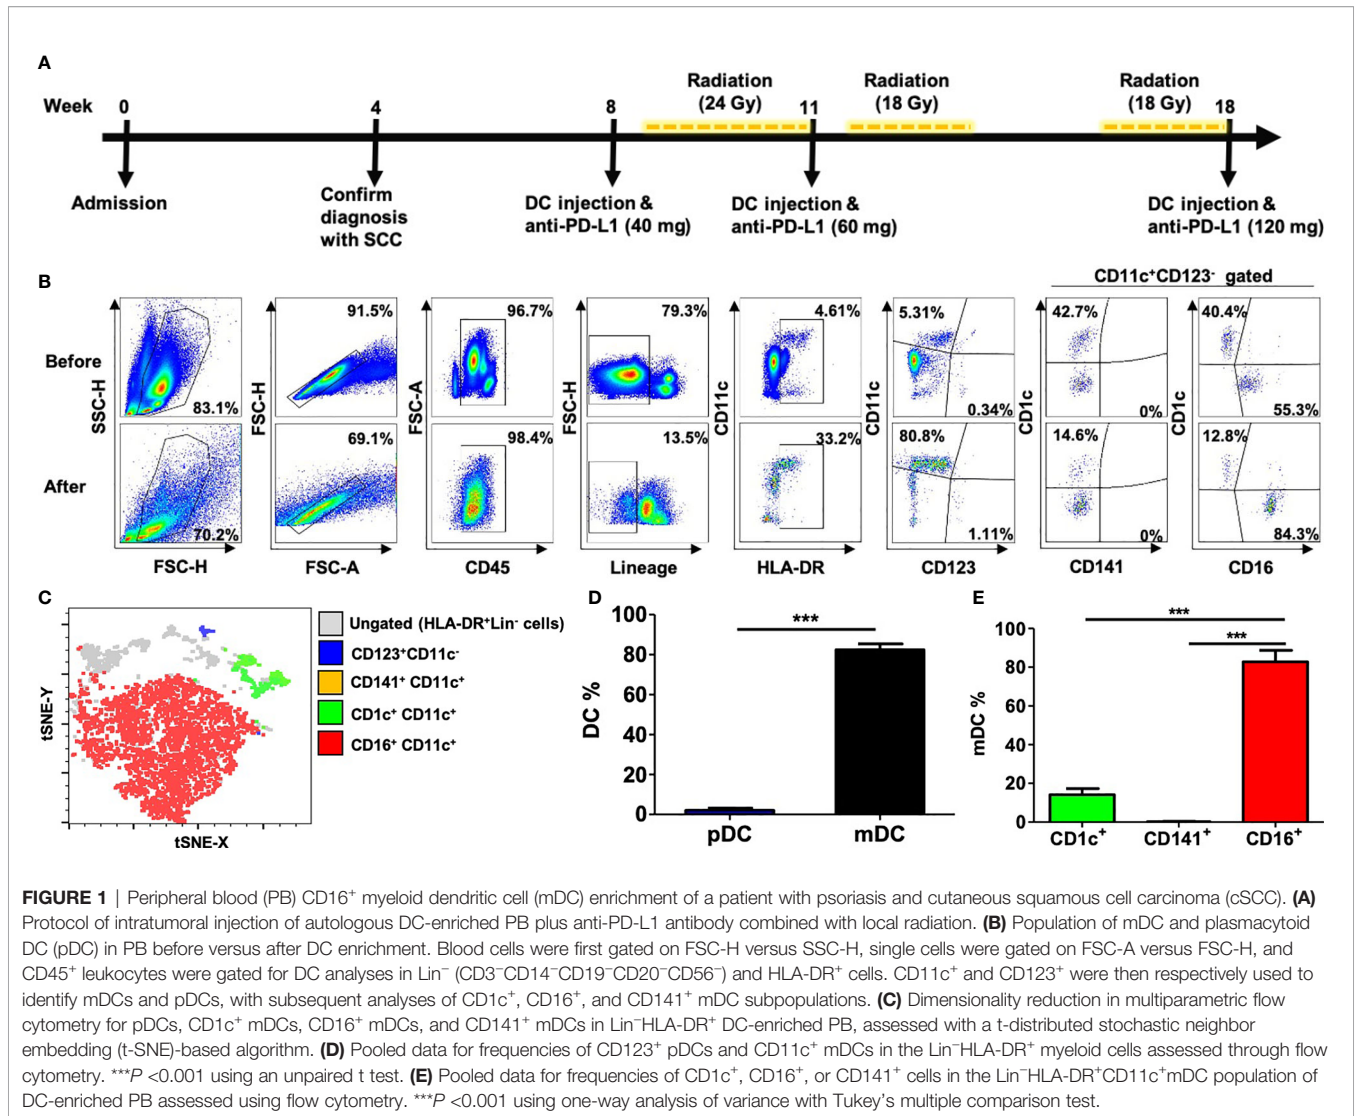 A
Week 0 4 8 Radiation (24 Gy) 11 Radiation (18 Gy) Radation (18 Gy) 18
Admission
Confirm diagnosis with SCC
DC injection & anti-PD-L1 (40 mg)
DC injection & anti-PD-L1 (60 mg)
DC injection & anti-PD-L1 (120 mg)
B
CD11c⁺CD123⁻ gated
Before
SSC-H FSC-H FSC-A FSC-H CD11c CD11c CD1c CD1c
83.1% 91.5% 96.7% 79.3% 4.61% 5.31% 0.34% 42.7% 0% 40.4% 55.3%
After
70.2% 69.1% 98.4% 13.5% 33.2% 80.8% 1.11% 14.6% 0% 12.8% 84.3%
FSC-H FSC-A CD45 Lineage HLA-DR CD123 CD141 CD16
C
tSNE-Y
tSNE-X
Ungated (HLA-DR⁺Lin⁻ cells)
CD123⁺CD11c⁻
CD141⁺ CD11c⁺
CD1c⁺ CD11c⁺
CD16⁺ CD11c⁺
D
DC %
100
80
60
40
20
0
***
pDC mDC
E
mDC %
100
80
60
40
20
0
***
***
CD1c⁺ CD141⁺ CD16⁺
FIGURE 1 | Peripheral blood (PB) CD16⁺ myeloid dendritic cell (mDC) enrichment of a patient with psoriasis and cutaneous squamous cell carcinoma (cSCC). (A)
Protocol of intratumoral injection of autologous DC-enriched PB plus anti-PD-L1 antibody combined with local radiation. (B) Population of mDC and plasmacytoid
DC (pDC) in PB before versus after DC enrichment. Blood cells were first gated on FSC-H versus SSC-H, single cells were gated on FSC-A versus FSC-H, and
CD45⁺ leukocytes were gated for DC analyses in Lin⁻ (CD3⁻CD14⁻CD19⁻CD20⁻CD56⁻) and HLA-DR⁺ cells. CD11c⁺ and CD123⁺ were then respectively used to
identify mDCs and pDCs, with subsequent analyses of CD1c⁺, CD16⁺, and CD141⁺ mDC subpopulations. (C) Dimensionality reduction in multiparametric flow
cytometry for pDCs, CD1c⁺ mDCs, CD16⁺ mDCs, and CD141⁺ mDCs in Lin⁻HLA-DR⁺ DC-enriched PB, assessed with a t-distributed stochastic neighbor
embedding (t-SNE)-based algorithm. (D) Pooled data for frequencies of CD123⁺ pDCs and CD11c⁺ mDCs in the Lin⁻HLA-DR⁺ myeloid cells assessed through flow
cytometry. ***P <0.001 using an unpaired t test. (E) Pooled data for frequencies of CD1c⁺, CD16⁺, or CD141⁺ cells in the Lin⁻HLA-DR⁺CD11c⁺mDC population of
DC-enriched PB assessed using flow cytometry. ***P <0.001 using one-way analysis of variance with Tukey's multiple comparison test.